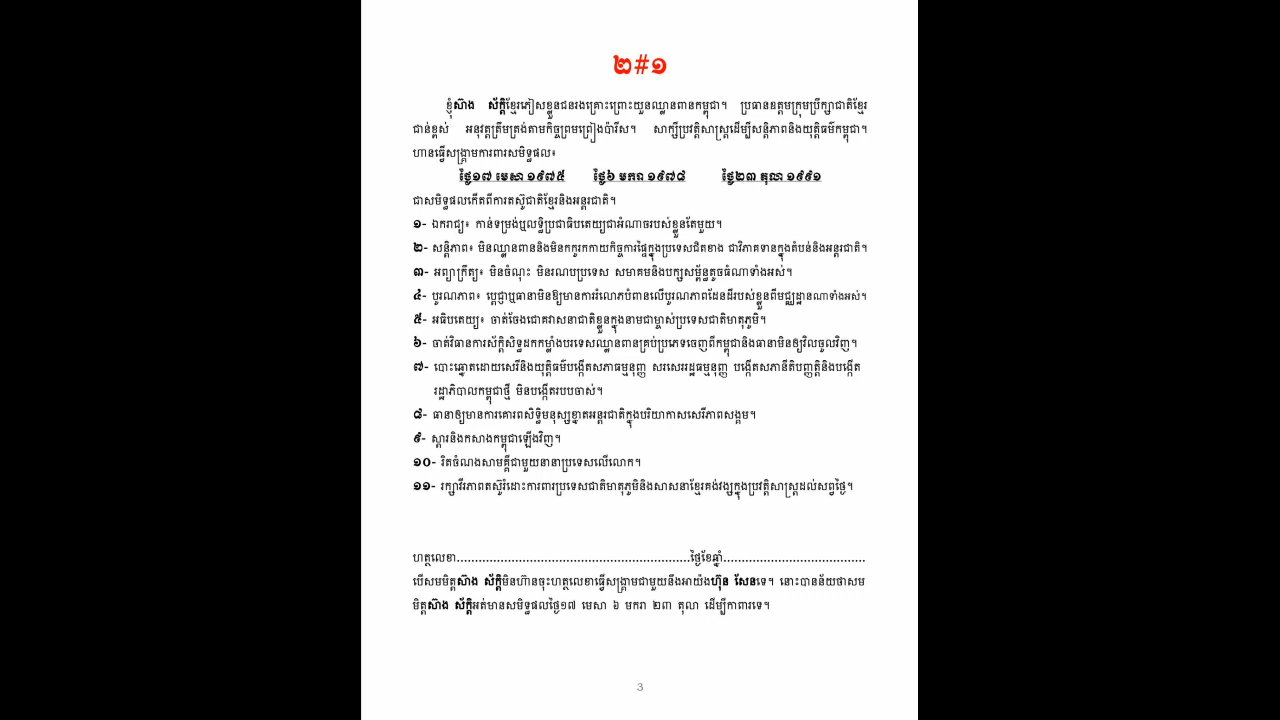 ២#១
ខ្ញុំស៊ាង សំក្តិខ្មែរភៀសខ្លួនជនរងគ្រោះព្រោះយួនឈ្លានពានកម្ពុជា។ ប្រធានឧត្តមក្រុមប្រឹក្សាជាតិខ្មែរ
ជាន់ខ្ពស់ អនុវត្តត្រឹមត្រង់តាមកិច្ចព្រមព្រៀងប៉ារីស។ សាក្សីប្រវត្តិសាស្ត្រដើម្បីសន្តិភាពនិងយុត្តិធម៌កម្ពុជា។
ហានធ្វើសង្គ្រាមការពារសមិទ្ធផល៖
ថ្ងៃ១៧ មេសា ១៩៧៥ ថ្ងៃ៦ មករា ១៩៧៨ ថ្ងៃ២៣ តុលា ១៩៩១
ជាសមិទ្ធផលកើតពីការតស៊ូជាតិខ្មែរនិងអន្តរជាតិ។
១- ឯករាជ្យ៖ កាន់ទម្រង់ឬលទ្ធិប្រជាធិបតេយ្យជាអំណាចរបស់ខ្លួនតែមួយ។
២- សន្តិភាព៖ មិនឈ្លានពាននិងមិនកកូរកកាយកិច្ចការផ្ទៃក្នុងប្រទេសជិតខាង ជាវិភាគទានក្នុងតំបន់និងអន្តរជាតិ។
៣- អព្យាក្រឹត្យ៖ មិនចំណុះ មិនរណបប្រទេស សមាគមនិងបក្សសម្ព័ន្ធតូចធំណាទាំងអស់។
៤- បូរណភាព៖ ប្តេជ្ញាឬធានាមិនឱ្យមានការរំលោភបំពានលើបូរណភាពដែនដីរបស់ខ្លួនពីមជ្ឈដ្ឋានណាទាំងអស់។
៥- អធិបតេយ្យ៖ ចាត់ចែងជោគវាសនាជាតិខ្លួនក្នុងនាមជាម្ចាស់ប្រទេសជាតិមាតុភូមិ។
៦- ចាត់វិធានការស័ក្តិសិទ្ធដកកម្លាំងបរទេសឈ្លានពានគ្រប់ប្រភេទចេញពីកម្ពុជានិងធានាមិនឲ្យវិលចូលវិញ។
៧- បោះឆ្នោតដោយសេរីនិងយុត្តិធម៌បង្កើតសភាធម្មនុញ្ញ សរសេររដ្ឋធម្មនុញ្ញ បង្កើតសភានីតិបញ្ញត្តិនិងបង្កើត
រដ្ឋាភិបាលកម្ពុជាថ្មី មិនបង្កើតរបបចាស់។
៨- ធានាឲ្យមានការគោរពសិទ្ធិមនុស្សខ្នាតអន្តរជាតិក្នុងបរិយាកាសសេរីភាពសង្គម។
៩- ស្តារនិងកសាងកម្ពុជាឡើងវិញ។
១០- រិតចំណងសាមគ្គីជាមួយនានាប្រទេសលើលោក។
១១- រក្សាវីរភាពតស៊ូរំដោះការពារប្រទេសជាតិមាតុភូមិនិងសាសនាខ្មែរគង់វង្សក្នុងប្រវត្តិសាស្ត្រដល់សព្វថ្ងៃ។
ហត្ថលេខា................................................................ថ្ងៃខែឆ្នាំ.......................................
បើសមមិត្តស៊ាង សំក្តិមិនហ៊ានចុះហត្ថលេខាធ្វើសង្គ្រាមជាមួយនឹងអាយ៉ងហ៊ុន សែនទេ។ នោះបានន័យថាសម
មិត្តស៊ាង សំក្តិអត់មានសមិទ្ធផលថ្ងៃ១៧ មេសា ៦ មករា ២៣ តុលា ដើម្បីកាពារទេ។
3